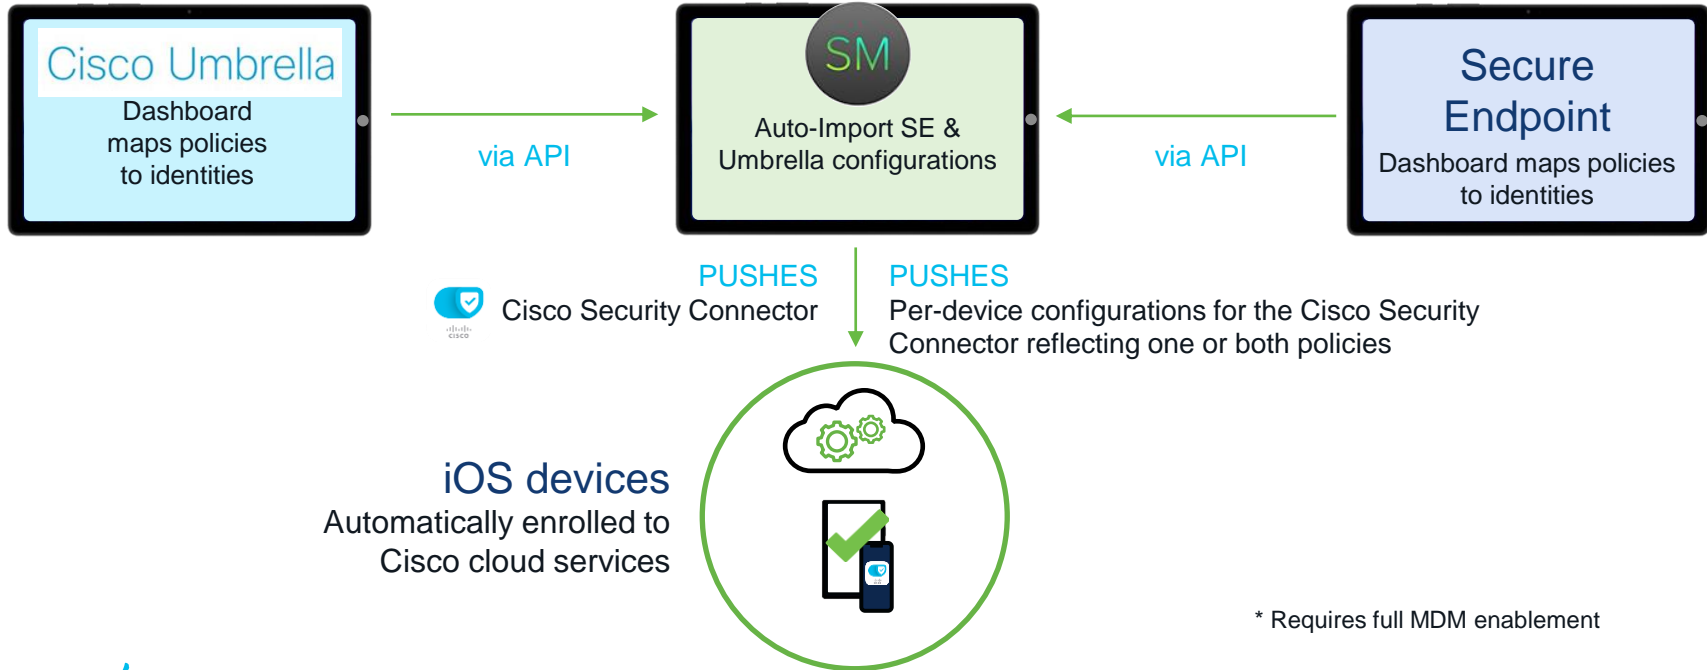 Cisco Umbrella
Dashboard
maps policies
to identities
via API
SM
Auto-Import SE &
Umbrella configurations
via API
Secure
Endpoint
Dashboard maps policies
to identities
PUSHES
Cisco Security Connector
CISCO
PUSHES
Per-device configurations for the Cisco Security
Connector reflecting one or both policies
iOS devices
Automatically enrolled to
Cisco cloud services
* Requires full MDM enablement